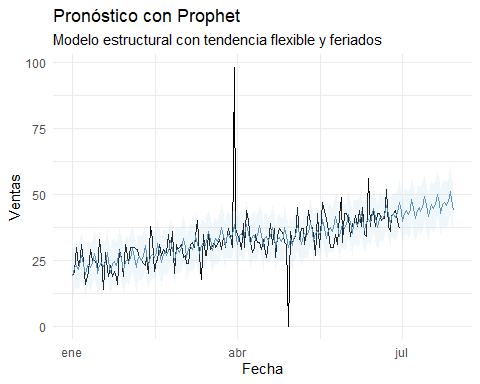 Pronóstico con Prophet
Modelo estructural con tendencia flexible y feriados
100
75
50
25
0
Ventas
ene
abr
jul
Fecha